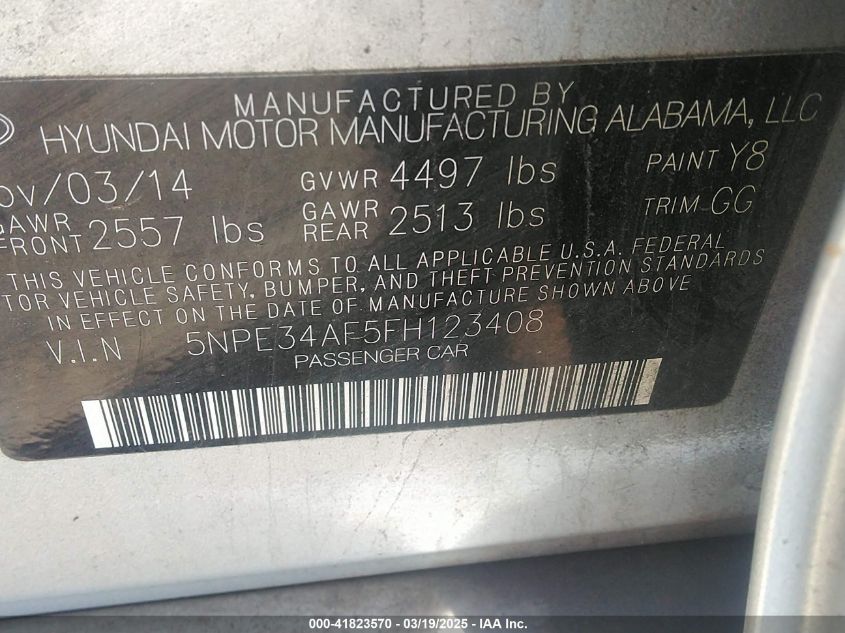 MANUFACTURED BY
HYUNDAI MOTOR MANUFACTURING ALABAMA, LLC
/03/14 GVWR 4497 lbs PAINT Y8
GAWR FRONT 2557 lbs GAWR REAR 2513 lbs TRIM GG
THIS VEHICLE CONFORMS TO ALL APPLICABLE U.S.A. FEDERAL
TOR VEHICLE SAFETY, BUMPER, AND THEFT PREVENTION STANDARDS
IN EFFECT ON THE DATE OF MANUFACTURE SHOWN ABOVE
V.I.N 5NPE34AF5FH123408
PASSENGER CAR
000-41823570 - 03/19/2025 - IAA Inc.